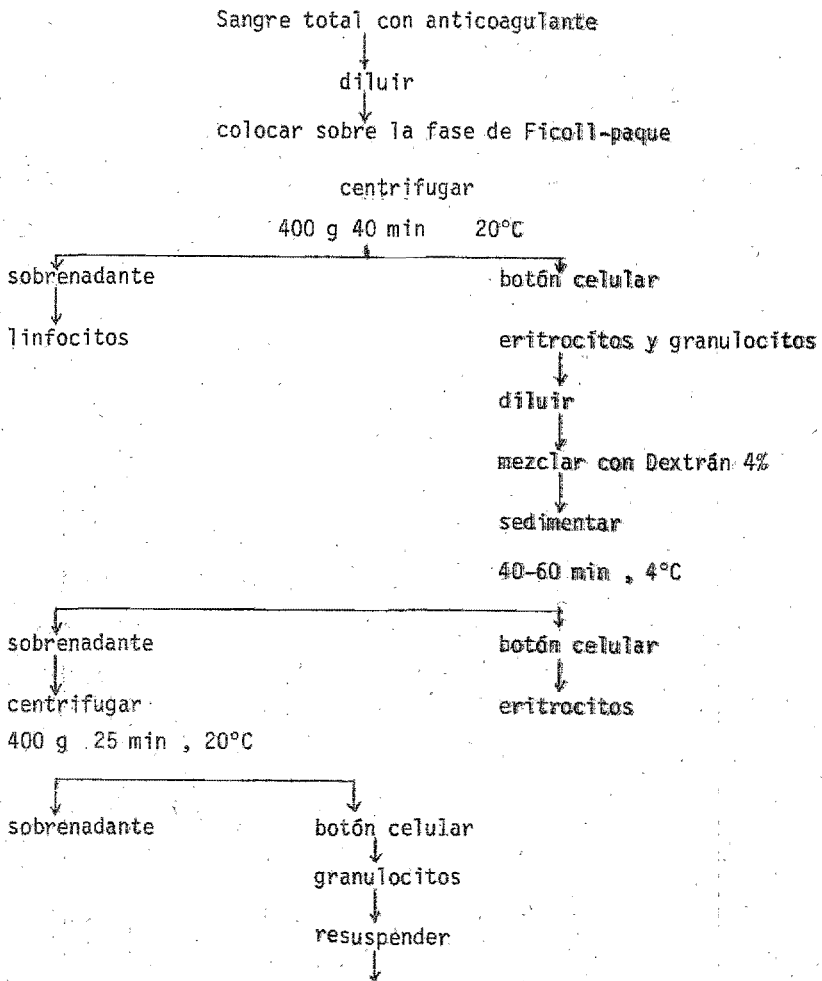 Sangre total con anticoagulante
diluir
colocar sobre la fase de Ficoll-paque
centrifugar
400 g 40 min 20°C
sobrenadante botón celular
linfocitos eritrocitos y granulocitos
diluir
mezclar con Dextrán 4%
sedimentar
40-60 min , 4°C
sobrenadante botón celular
centrifugar eritrocitos
400 g 25 min , 20°C
sobrenadante botón celular
granulocitos
resuspender